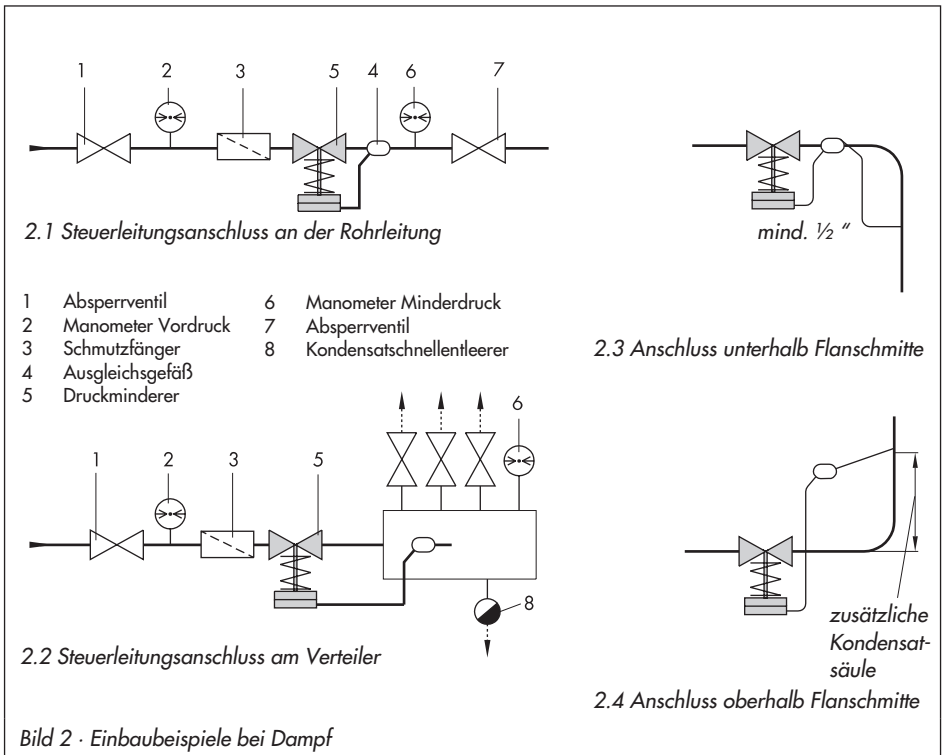 1 2 3 5 4 6 7
2.1 Steuerleitungsanschluss an der Rohrleitung
mind. ½ “
1 Absperrventil
2 Manometer Vordruck
3 Schmutzfänger
4 Ausgleichsgefäß
5 Druckminderer
6 Manometer Minderdruck
7 Absperrventil
8 Kondensatschnellentleerer
2.3 Anschluss unterhalb Flanschmitte
1 2 3 5 6
8
2.2 Steuerleitungsanschluss am Verteiler
zusätzliche
Kondensat-
säule
2.4 Anschluss oberhalb Flanschmitte
Bild 2 · Einbaubeispiele bei Dampf